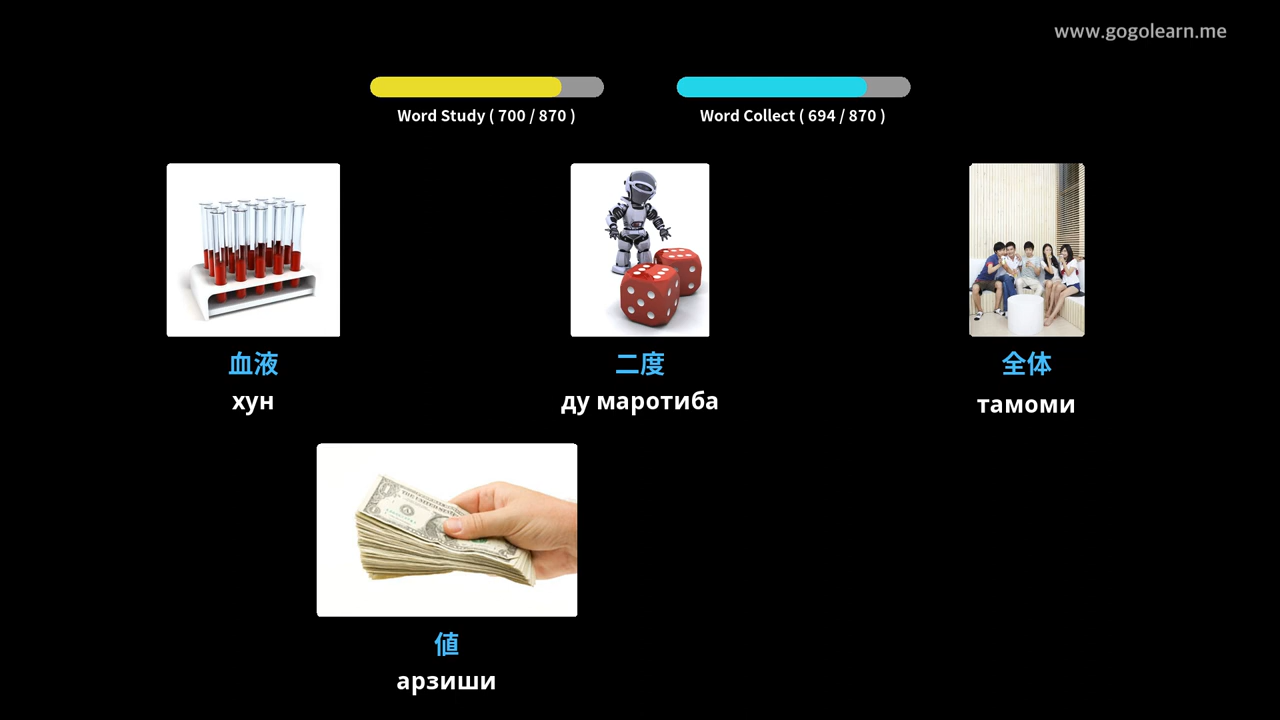 www.gogolearn.me
Word Study ( 700 / 870 )
Word Collect ( 694 / 870 )
血液
二度
全体
хун
ду маротиба
тамоми
値
арзиши